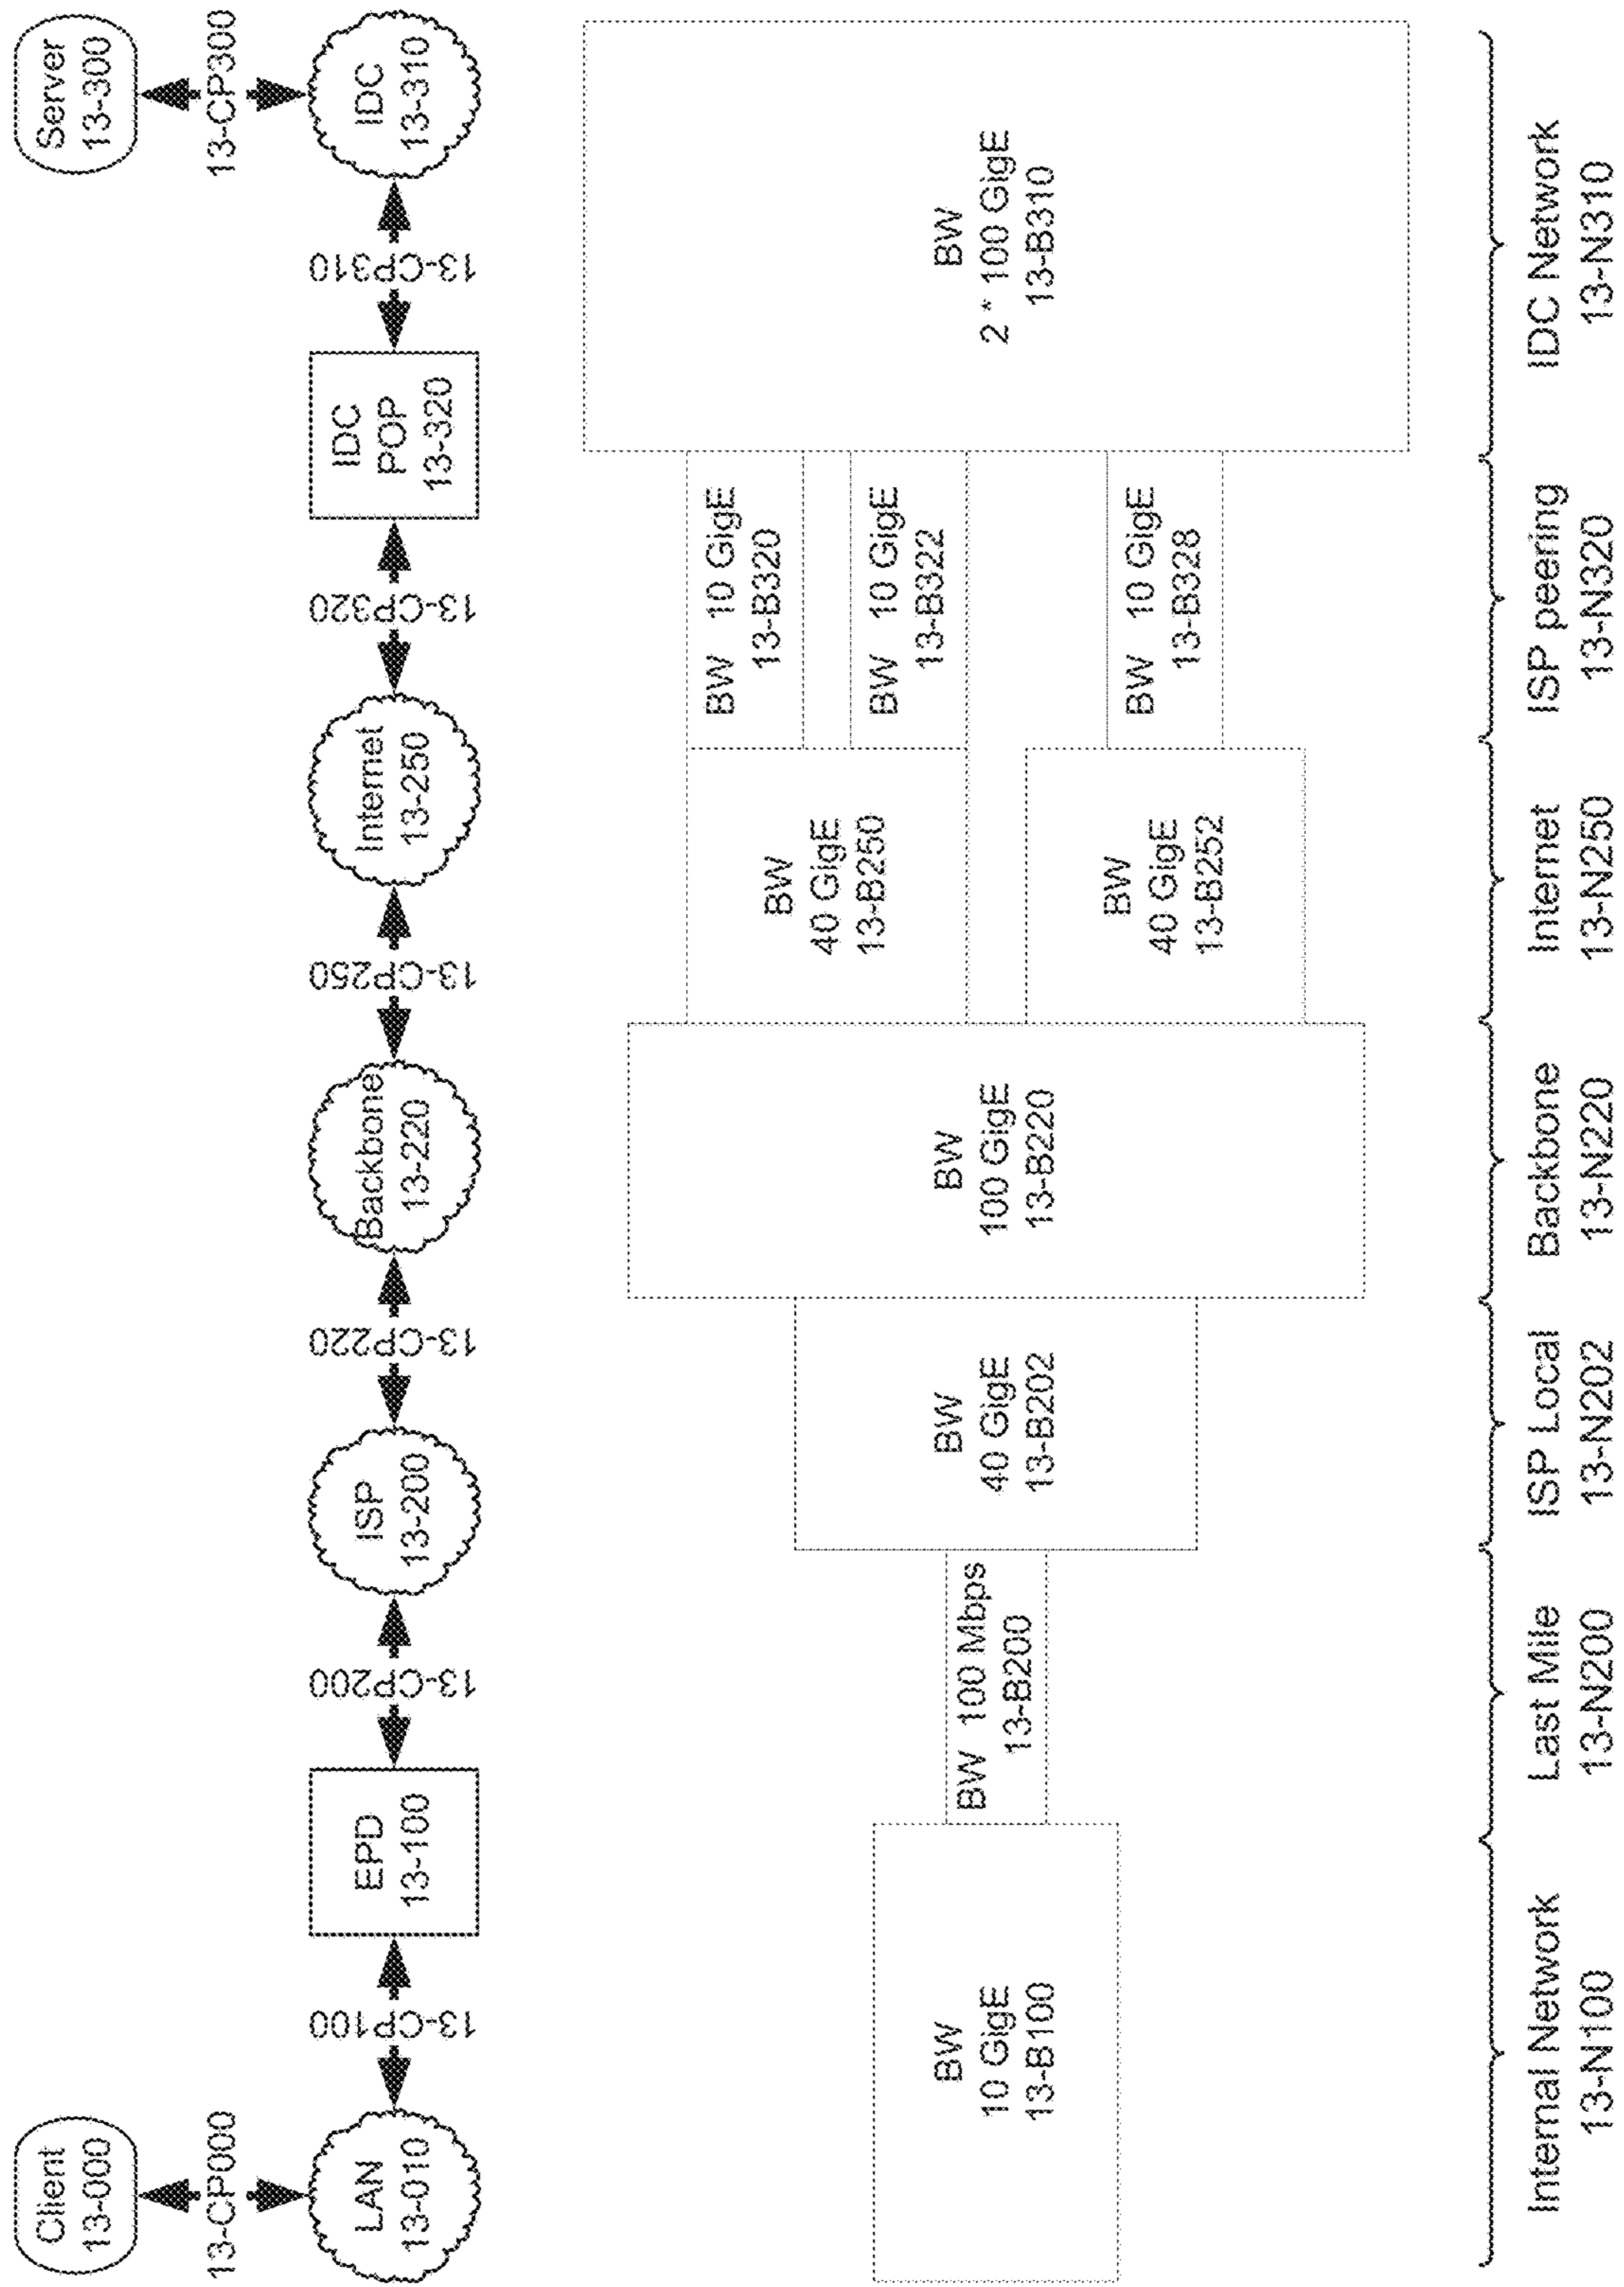 Client
13-000
Server
13-300
13-CP000
13-CP300
LAN
13-010
13-CP100
EPD
13-100
13-CP200
ISP
13-200
13-CP220
Backbone
13-220
13-CP250
Internet
13-250
13-CP320
IDC
POP
13-320
13-CP310
IDC
13-310
BW
10 GigE
13-B100
BW 100 Mbps
13-B200
BW
40 GigE
13-B202
BW
100 GigE
13-B220
BW
40 GigE
13-B250
BW
40 GigE
13-B252
BW 10 GigE
13-B320
BW 10 GigE
13-B322
BW 10 GigE
13-B328
BW
2 * 100 GigE
13-B310
Internal Network
13-N100
Last Mile
13-N200
ISP Local
13-N202
Backbone
13-N220
Internet
13-N250
ISP peering
13-N320
IDC Network
13-N310